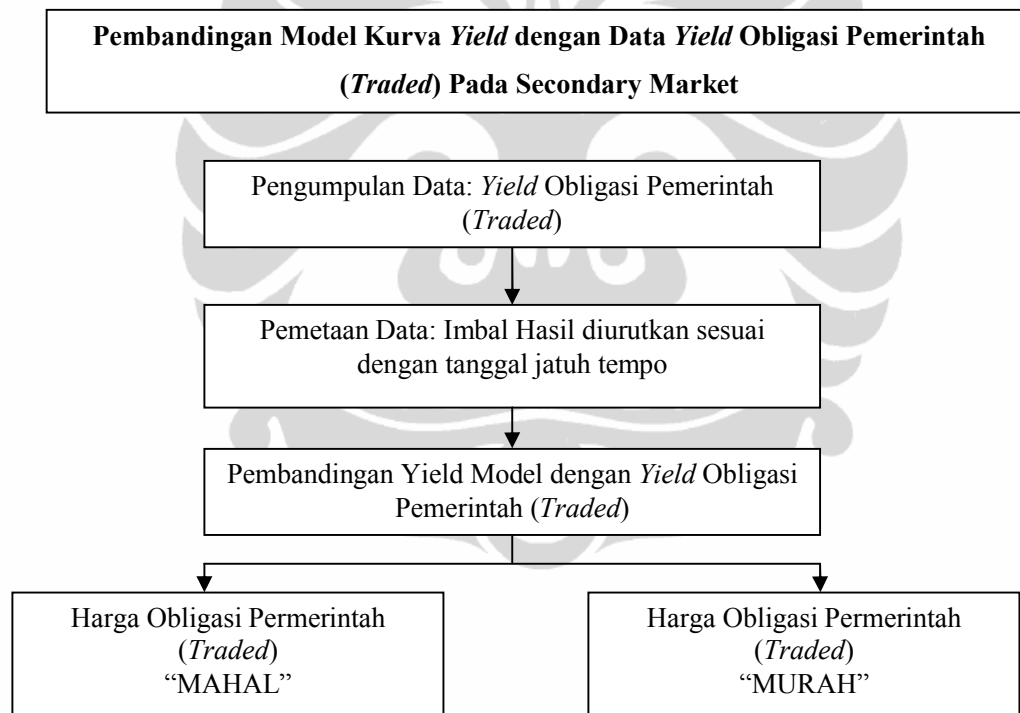 Pembandingan Model Kurva Yield dengan Data Yield Obligasi Pemerintah
(Traded) Pada Secondary Market
Pengumpulan Data: Yield Obligasi Pemerintah
(Traded)
Pemetaan Data: Imbal Hasil diurutkan sesuai
dengan tanggal jatuh tempo
Pembandingan Yield Model dengan Yield Obligasi
Pemerintah (Traded)
Harga Obligasi Permerintah
(Traded)
“MAHAL”
Harga Obligasi Permerintah
(Traded)
“MURAH”